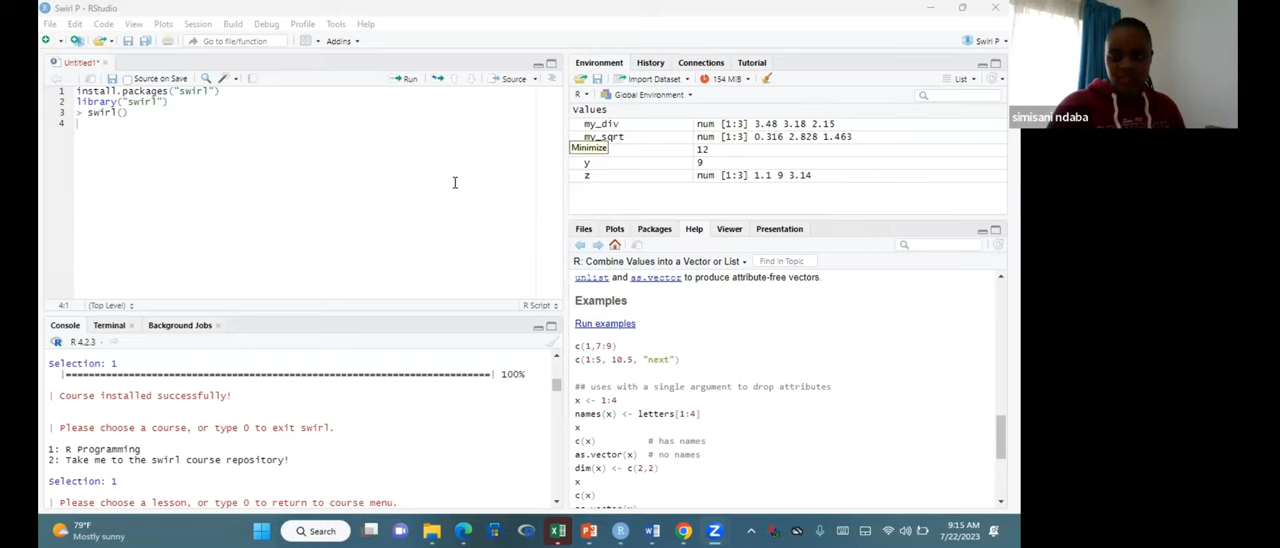 Swirl P - RStudio
File Edit Code View Plots Session Build Debug Profile Tools Help
Go to file/function Addins Swirl P
Untitled1*
Source on Save Run Source
1 install.packages("swirl")
2 library("swirl")
3 > swirl()
4
4:1 (Top Level) R Script
Console Terminal Background Jobs
R 4.2.3 ·
Selection: 1
|======================================================================| 100%
| Course installed successfully!
| Please choose a course, or type 0 to exit swirl.
1: R Programming
2: Take me to the swirl course repository!
Selection: 1
| Please choose a lesson, or type 0 to return to course menu.
Environment History Connections Tutorial
Import Dataset 154 MiB List
R Global Environment
Values
my_div num [1:3] 3.48 3.18 2.15
my_sqrt num [1:3] 0.316 2.828 1.463
Minimize
12
y 9
z num [1:3] 1.1 9 3.14
Files Plots Packages Help Viewer Presentation
R: Combine Values into a Vector or List Find in Topic
unlist and as.vector to produce attribute-free vectors.
Examples
Run examples
c(1,7:9)
c(1:5, 10.5, "next")
## uses with a single argument to drop attributes
x <- 1:4
names(x) <- letters[1:4]
x
c(x) # has names
as.vector(x) # no names
dim(x) <- c(2,2)
x
c(x)
simisani ndaba
79°F
Mostly sunny
Search
9:15 AM
7/22/2023